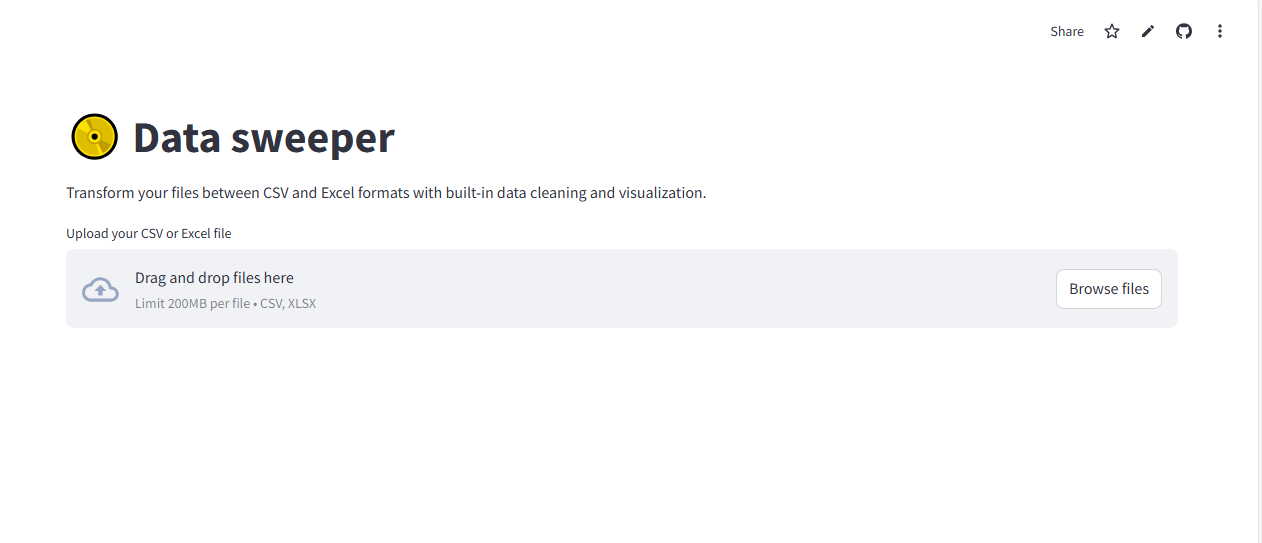 Share
Data sweeper
Transform your files between CSV and Excel formats with built-in data cleaning and visualization.
Upload your CSV or Excel file
Drag and drop files here
Limit 200MB per file • CSV, XLSX
Browse files